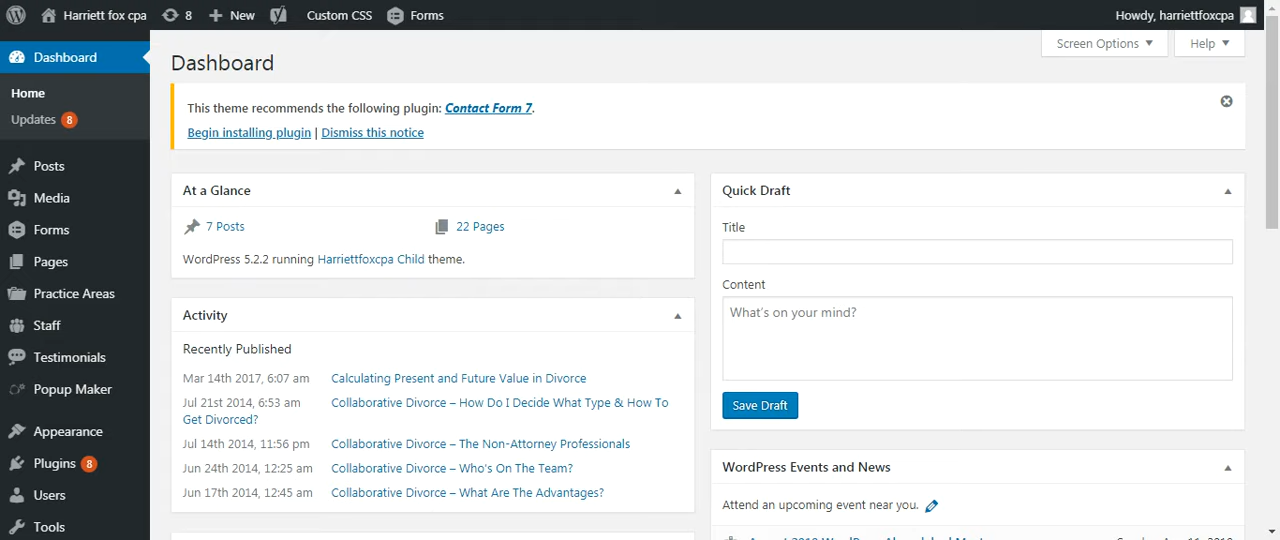 Harriett fox cpa 8 New Custom CSS Forms Howdy, harriettfoxcpa
Dashboard
Home
Updates 8
Posts
Media
Forms
Pages
Practice Areas
Staff
Testimonials
Popup Maker
Appearance
Plugins 8
Users
Tools
Screen Options Help
Dashboard
This theme recommends the following plugin: Contact Form 7.
Begin installing plugin | Dismiss this notice
At a Glance
7 Posts 22 Pages
WordPress 5.2.2 running Harriettfoxcpa Child theme.
Activity
Recently Published
Mar 14th 2017, 6:07 am Calculating Present and Future Value in Divorce
Jul 21st 2014, 6:53 am Collaborative Divorce – How Do I Decide What Type & How To
Get Divorced?
Jul 14th 2014, 11:56 pm Collaborative Divorce – The Non-Attorney Professionals
Jun 24th 2014, 12:25 am Collaborative Divorce – Who's On The Team?
Jun 17th 2014, 12:45 am Collaborative Divorce – What Are The Advantages?
Quick Draft
Title
Content
What's on your mind?
Save Draft
WordPress Events and News
Attend an upcoming event near you.